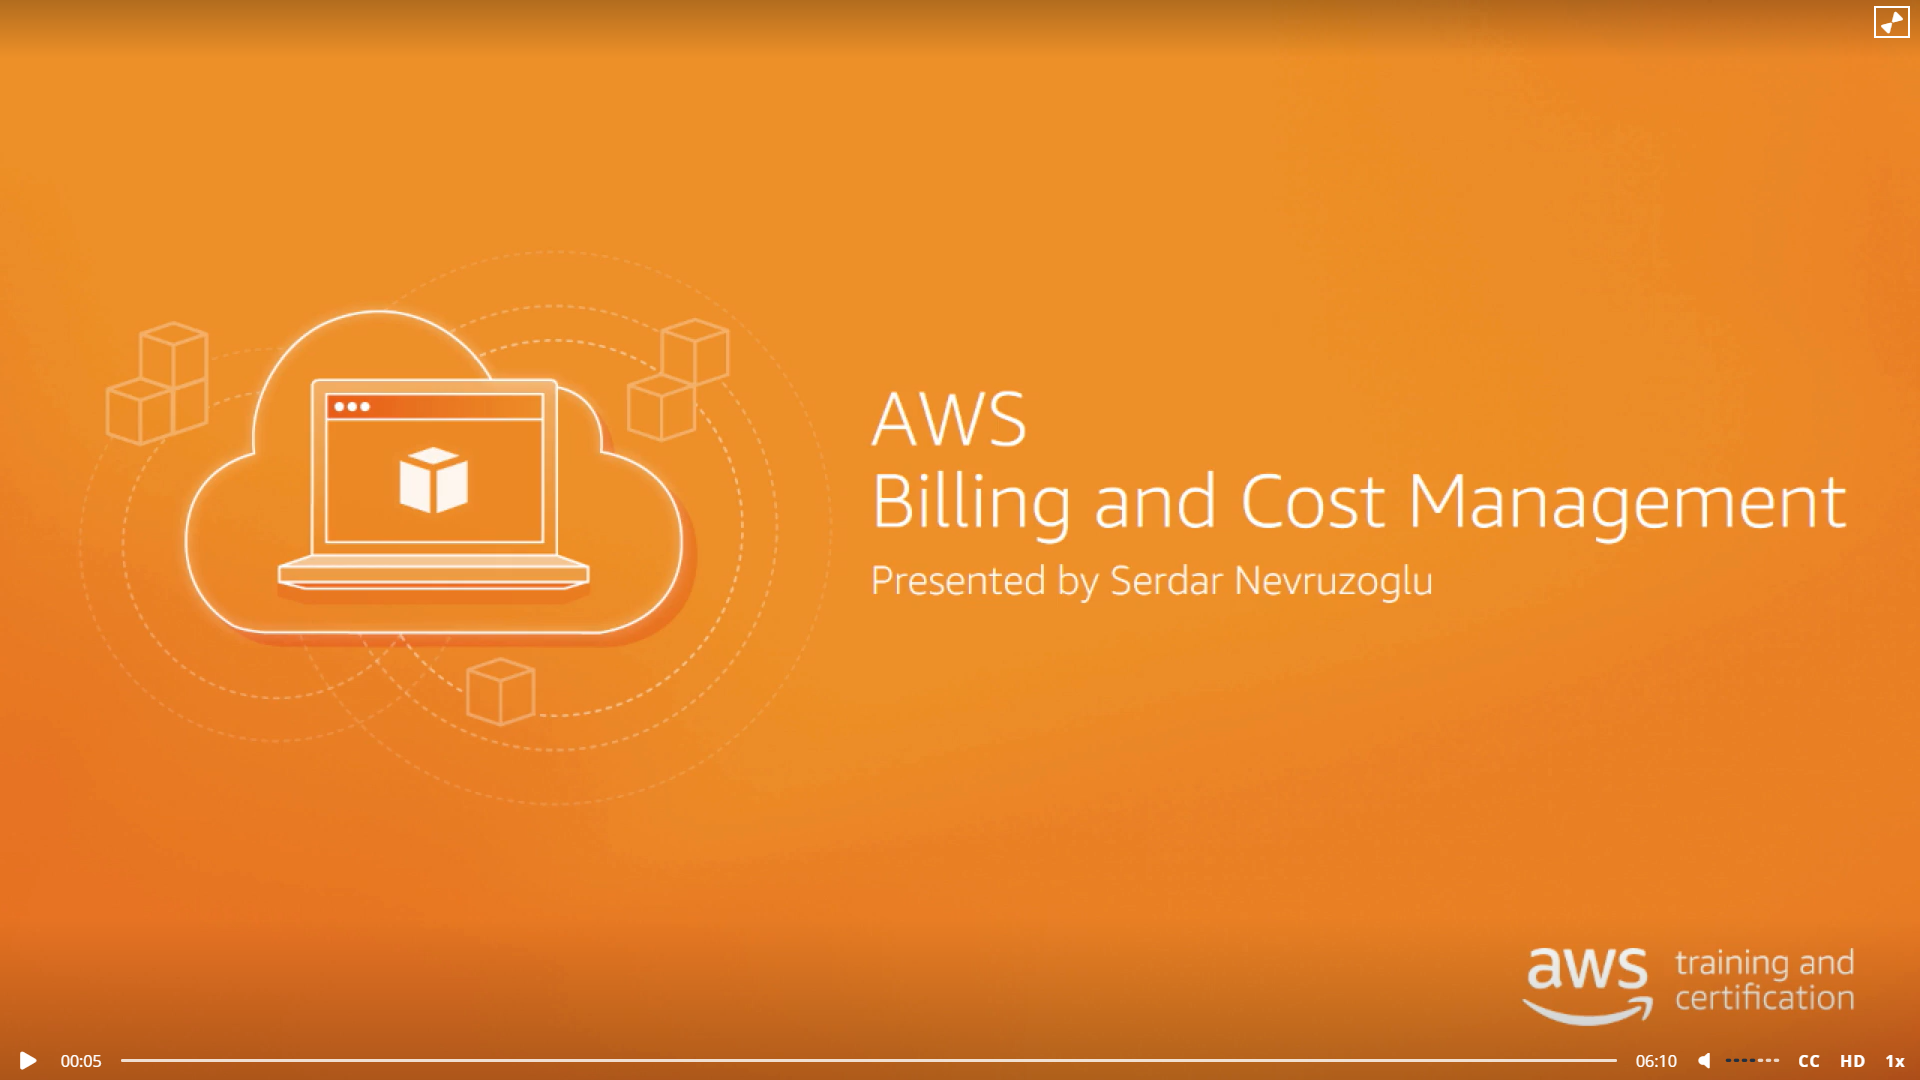 AWS
Billing and Cost Management
Presented by Serdar Nevruzoglu
aws training and
certification
00:05
06:10
CC
HD
1x